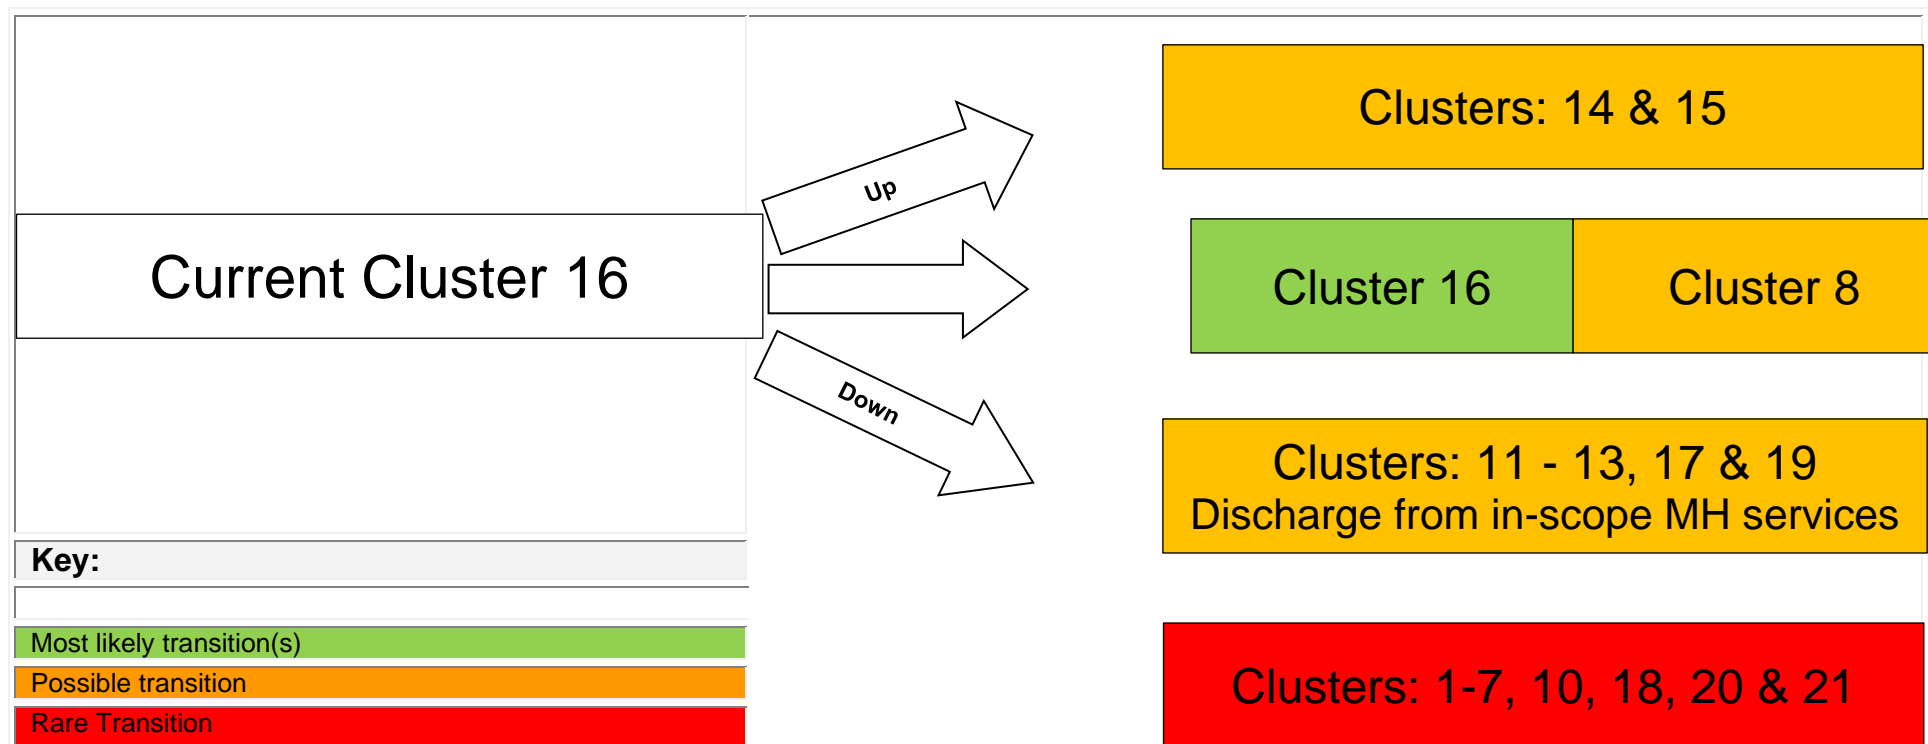 Clusters: 14 & 15
Up
Current Cluster 16
Cluster 16
Cluster 8
Down
Clusters: 11 - 13, 17 & 19
Discharge from in-scope MH services
Key:
Most likely transition(s)
Possible transition
Rare Transition
Clusters: 1-7, 10, 18, 20 & 21